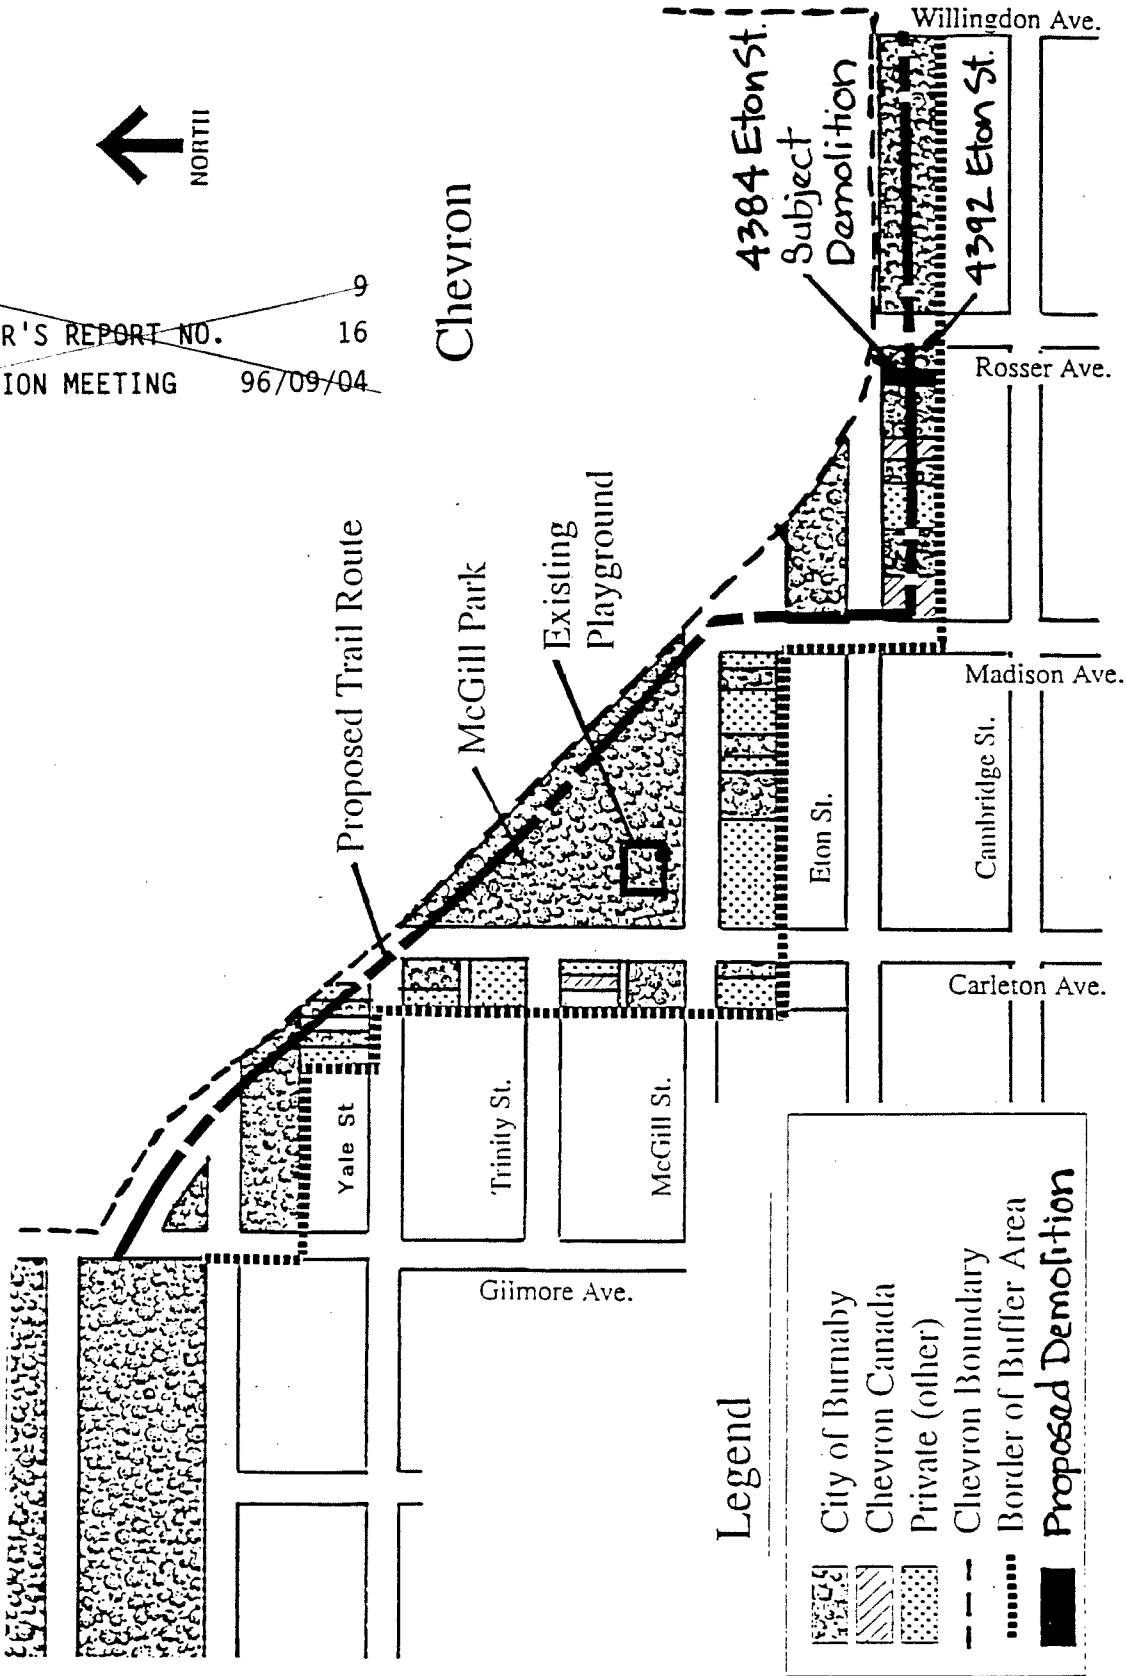 Willingdon Ave.
4384 Eton St.
Subject
Demolition
4392 Eton St.
NORTH
Chevron
9
R'S REPORT NO. 16
ION MEETING 96/09/04
Rosser Ave.
Proposed Trail Route
McGill Park
Existing
Playground
Madison Ave.
Eton St.
Cambridge St.
Carleton Ave.
Yale St
Trinity St.
McGill St.
Gilmore Ave.
Legend
City of Burnaby
Chevron Canada
Private (other)
Chevron Boundary
Border of Buffer Area
Proposed Demolition